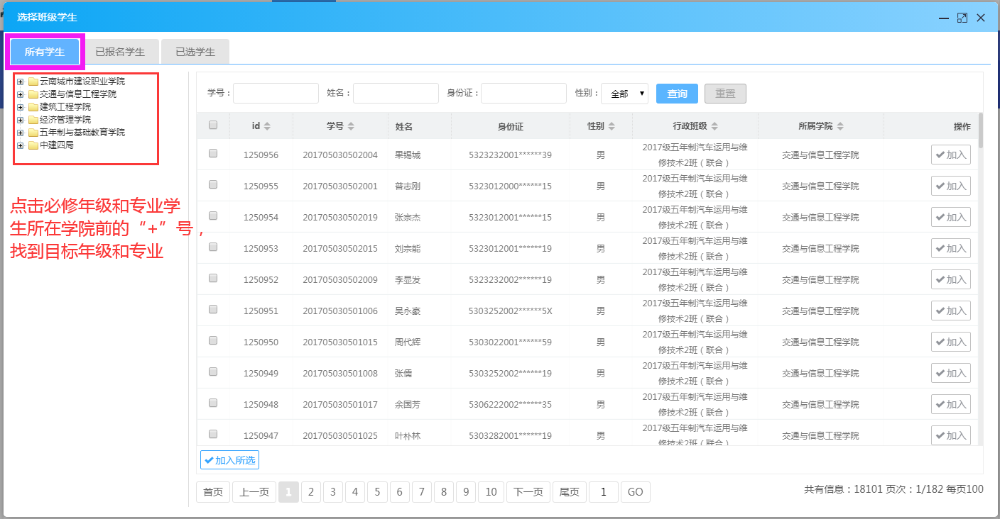 选择班级学生
所有学生 已报名学生 已选学生
云南城市建设职业学院
交通与信息工程学院
建筑工程学院
经济管理学院
五年制与基础教育学院
中建四局
点击必修年级和专业学
生所在学院前的“+”号，
找到目标年级和专业
学号： 姓名： 身份证： 性别： 全部 查询 重置
id 学号 姓名 身份证 性别 行政班级 所属学院 操作
1250956 201705030502004 果锡城 5323232001******39 男 2017级五年制汽车运用与维 交通与信息工程学院 加入
修技术2班（联合）
1250955 201705030502001 普志刚 5323012000******15 男 2017级五年制汽车运用与维 交通与信息工程学院 加入
修技术2班（联合）
1250954 201705030502019 张宗杰 5323012001******15 男 2017级五年制汽车运用与维 交通与信息工程学院 加入
修技术2班（联合）
1250953 201705030502015 刘宗能 5323012001******19 男 2017级五年制汽车运用与维 交通与信息工程学院 加入
修技术2班（联合）
1250952 201705030502009 李显发 5323232002******19 男 2017级五年制汽车运用与维 交通与信息工程学院 加入
修技术2班（联合）
1250951 201705030501006 吴永豪 5303252002******5X 男 2017级五年制汽车运用与维 交通与信息工程学院 加入
修技术2班（联合）
1250950 201705030501015 周代辉 5303022001******59 男 2017级五年制汽车运用与维 交通与信息工程学院 加入
修技术2班（联合）
1250949 201705030501008 张儒 5303252002******19 男 2017级五年制汽车运用与维 交通与信息工程学院 加入
修技术2班（联合）
1250948 201705030501017 余国芳 5306222002******35 男 2017级五年制汽车运用与维 交通与信息工程学院 加入
修技术2班（联合）
1250947 201705030501025 叶朴林 5303282001******19 男 2017级五年制汽车运用与维 交通与信息工程学院 加入
修技术2班（联合）
加入所选
首页 上一页 1 2 3 4 5 6 7 8 9 10 下一页 尾页 1 GO 共有信息：18101 页次：1/182 每页100